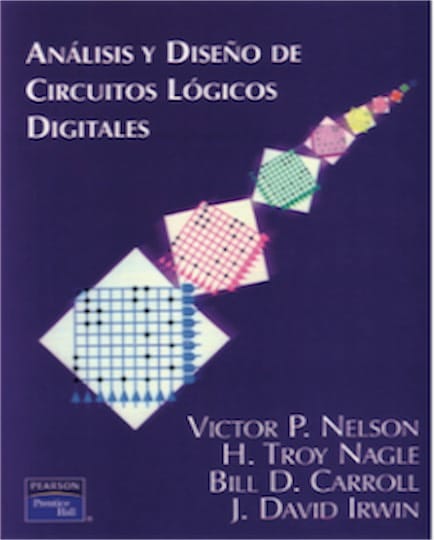 ANÁLISIS Y DISEÑO DE
CIRCUITOS LÓGICOS
DIGITALES
VICTOR P. NELSON
H. TROY NAGLE
BILL D. CARROLL
J. DAVID IRWIN
PEARSON
Prentice
Hall
®